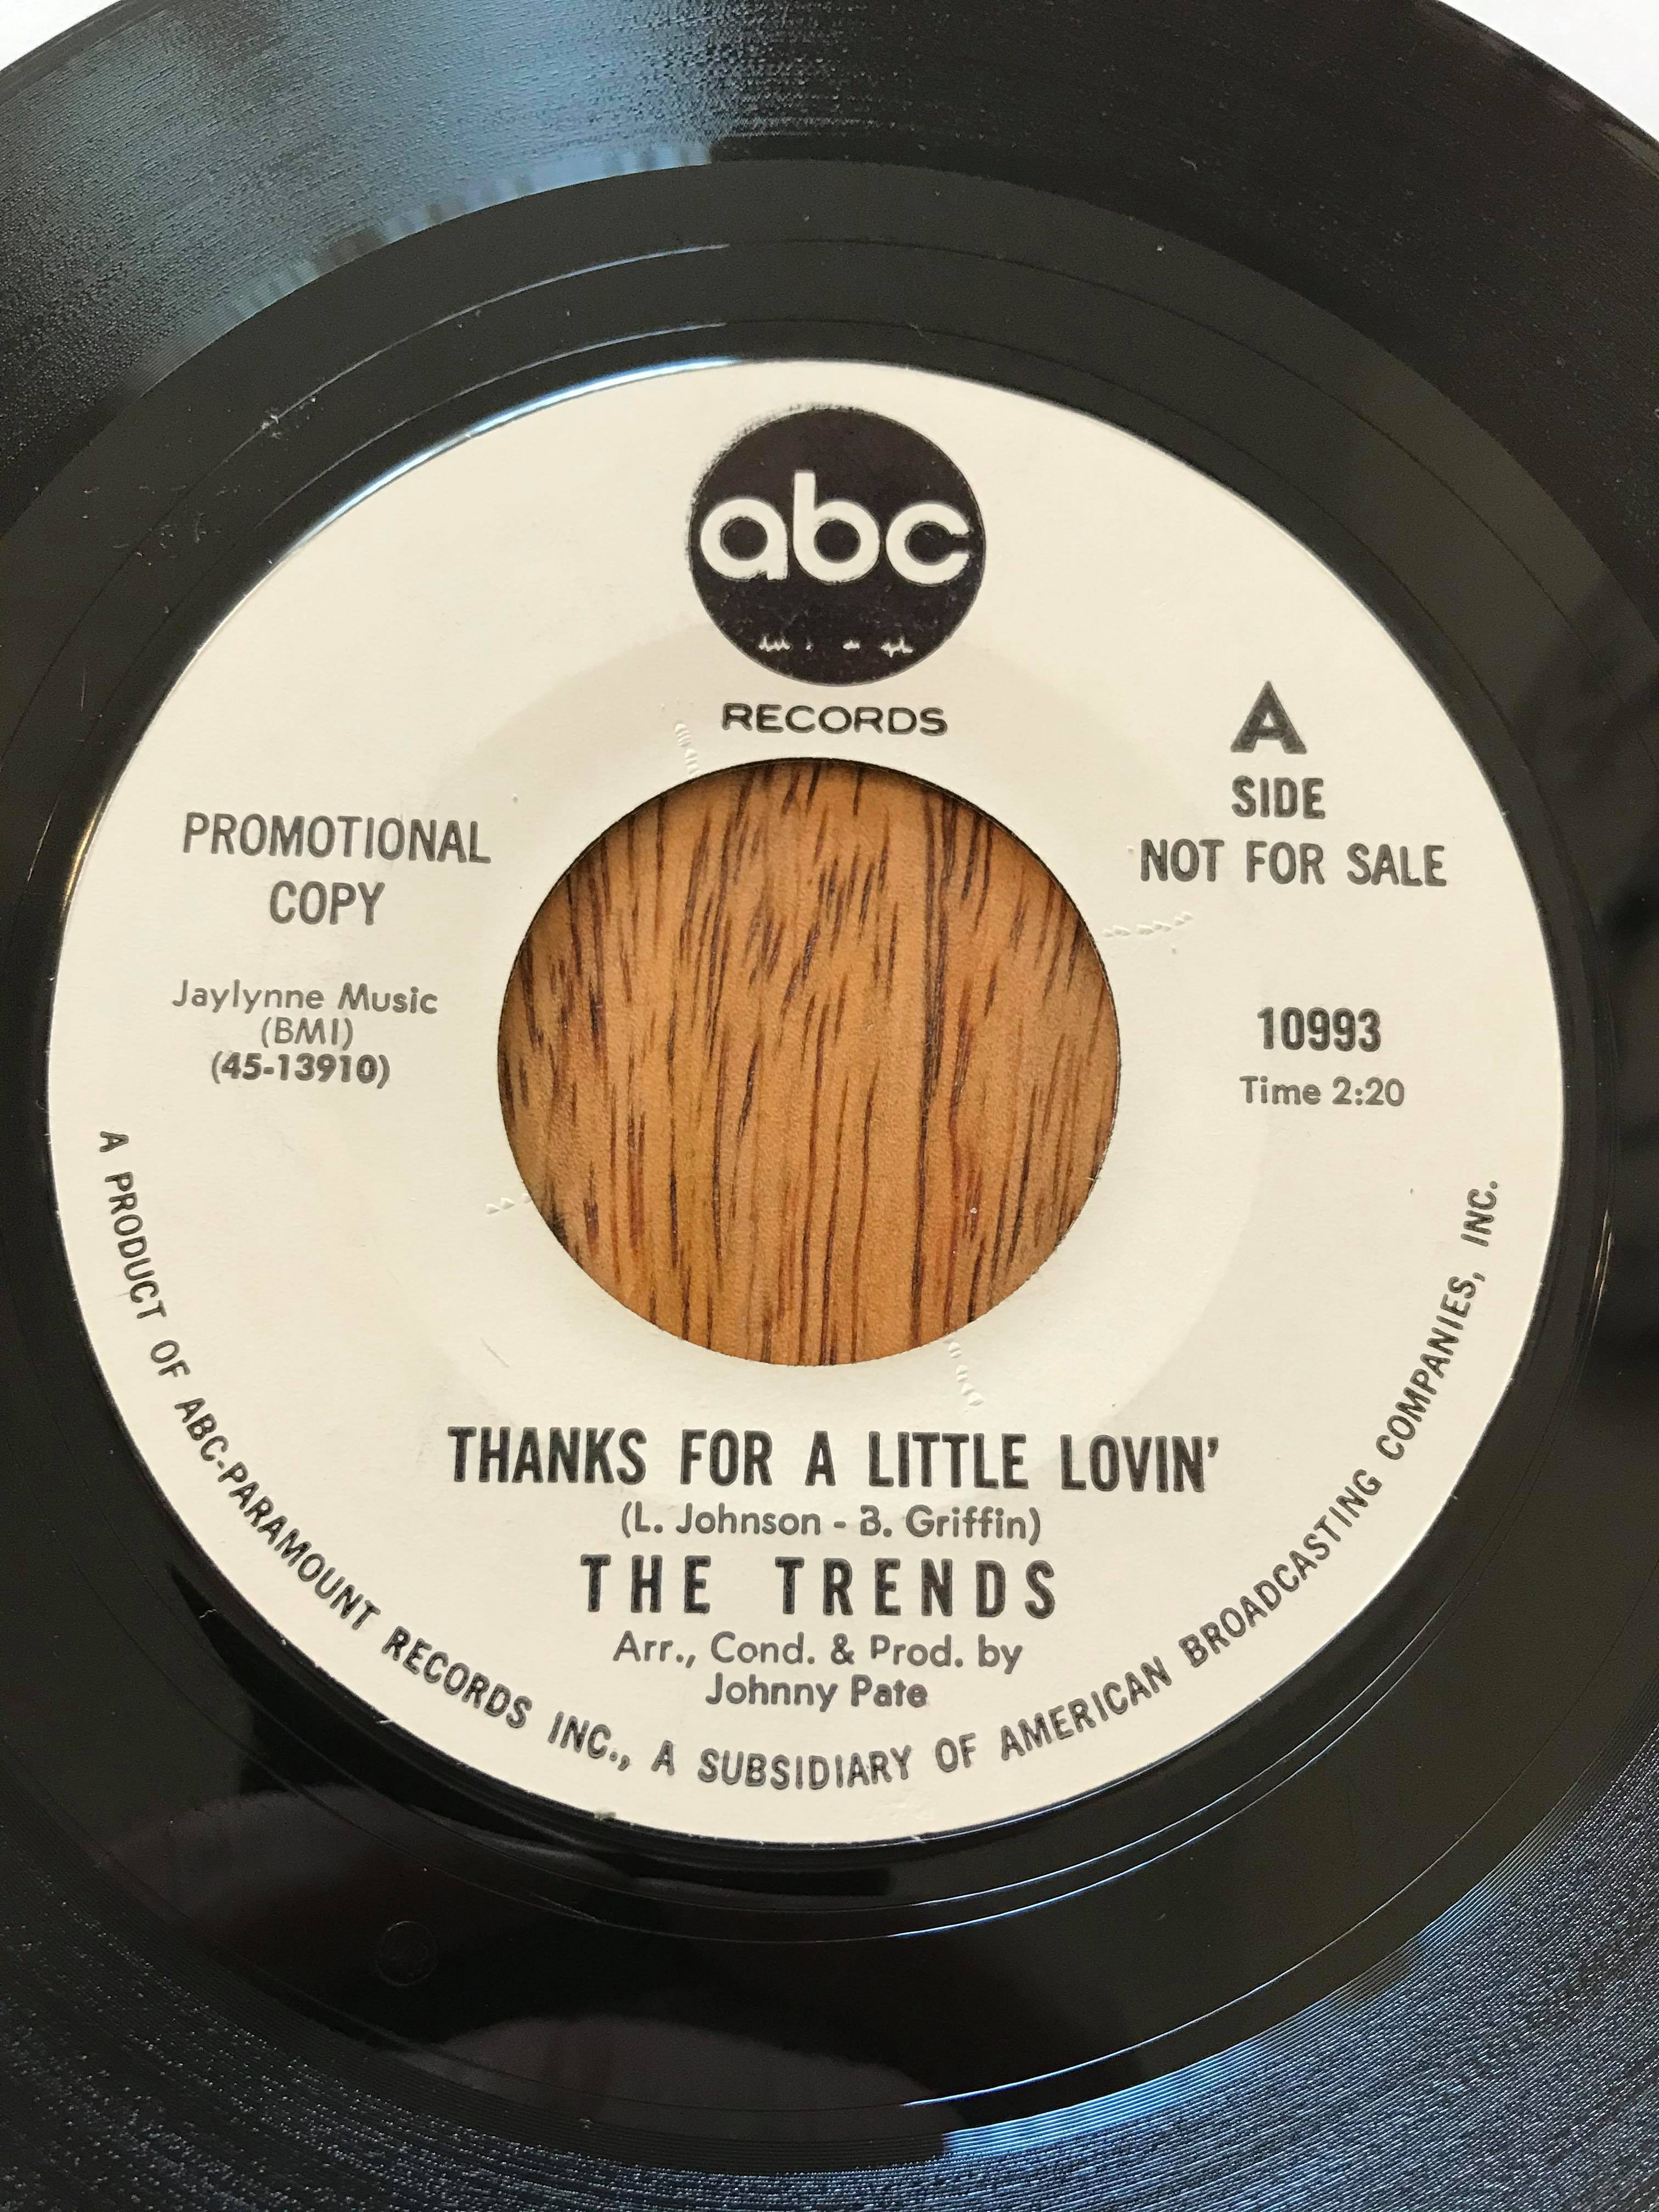 abc
RECORDS
A
SIDE
NOT FOR SALE
PROMOTIONAL
COPY
Jaylynne Music
(BMI)
(45-13910)
10993
Time 2:20
THANKS FOR A LITTLE LOVIN'
(L. Johnson - B. Griffin)
THE TRENDS
Arr., Cond. & Prod. by
Johnny Pate
A PRODUCT OF ABC-PARAMOUNT RECORDS INC., A SUBSIDIARY OF AMERICAN BROADCASTING COMPANIES, INC.